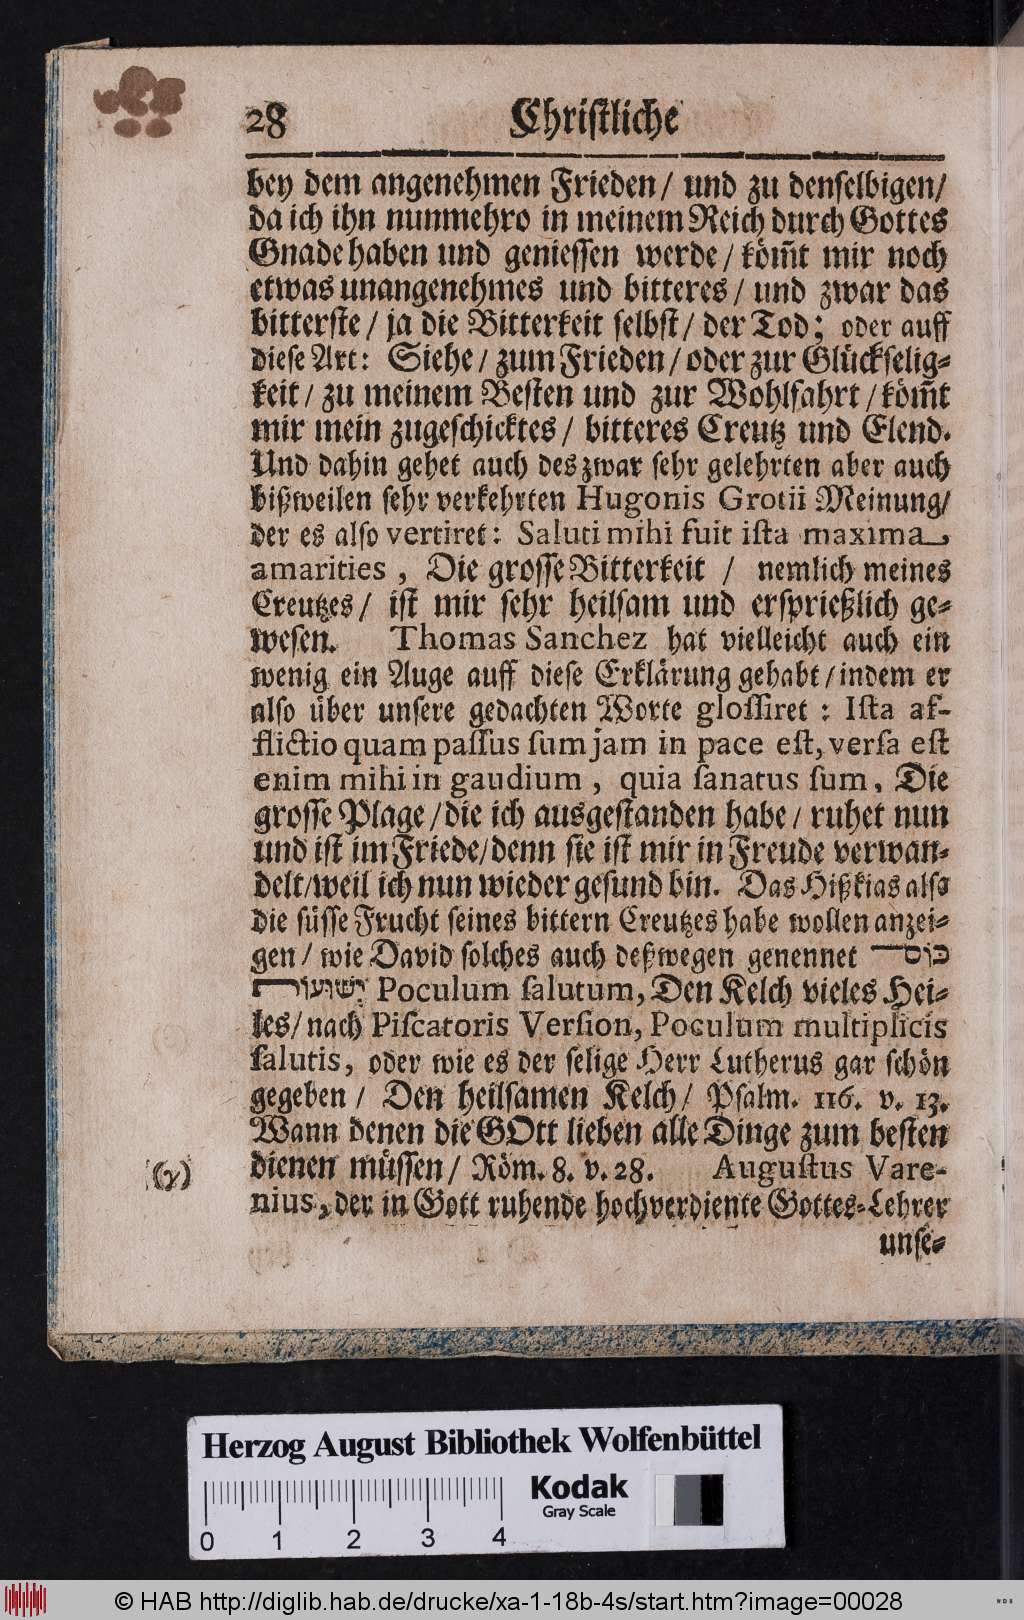 28 Christliche
bey dem angenehmen Frieden / und zu denselbigen /
da ich ihn nunmehro in meinem Reich durch Gottes
Gnade haben und geniessen werde / köm̃t mir noch
etwas unangenehmes und bitteres / und zwar das
bitterste / ja die Bitterkeit selbst / der Tod; oder auff
diese Art: Siehe / zum Frieden / oder zur Glückselig-
keit / zu meinem Besten und zur Wohlfahrt / köm̃t
mir mein zugeschicktes / bitteres Creutz und Elend.
Und dahin gehet auch des zwar sehr gelehrten aber auch
bißweilen sehr verkehrten Hugonis Grotii Meinung /
der es also vertiret: Saluti mihi fuit ista maxima
amarities, Die grosse Bitterkeit / nemlich meines
Creutzes / ist mir sehr heilsam und ersprießlich ge-
wesen. Thomas Sanchez hat vielleicht auch ein
wenig ein Auge auff diese Erklärung gehabt / indem er
also über unsere gedachten Worte glossiret: Ista af-
flictio quam passus sum jam in pace est, versa est
enim mihi in gaudium, quia sanatus sum, Die
grosse Plage / die ich ausgestanden habe / ruhet nun
und ist im Friede / denn sie ist mir in Freude verwan-
delt / weil ich nun wieder gesund bin. Das Hißkias also
die süsse Frucht seines bittern Creutzes habe wollen anzei-
gen / wie David solches auch deßwegen genennet כוס
ישועות Poculum salutum, Den Kelch vieles Hei-
les / nach Piscatoris Version, Poculum multiplicis
salutis, oder wie es der selige Herr Lutherus gar schön
gegeben / Den heilsamen Kelch / Psalm. 116. v. 13.
Wann denen die GOtt lieben alle Dinge zum besten
(γ) dienen müssen / Röm. 8. v. 28. Augustus Vare-
nius, der in Gott ruhende hochverdiente Gottes-Lehrer
unse-
Herzog August Bibliothek Wolfenbüttel
Kodak
Gray Scale
0 1 2 3 4
© HAB http://diglib.hab.de/drucke/xa-1-18b-4s/start.htm?image=00028